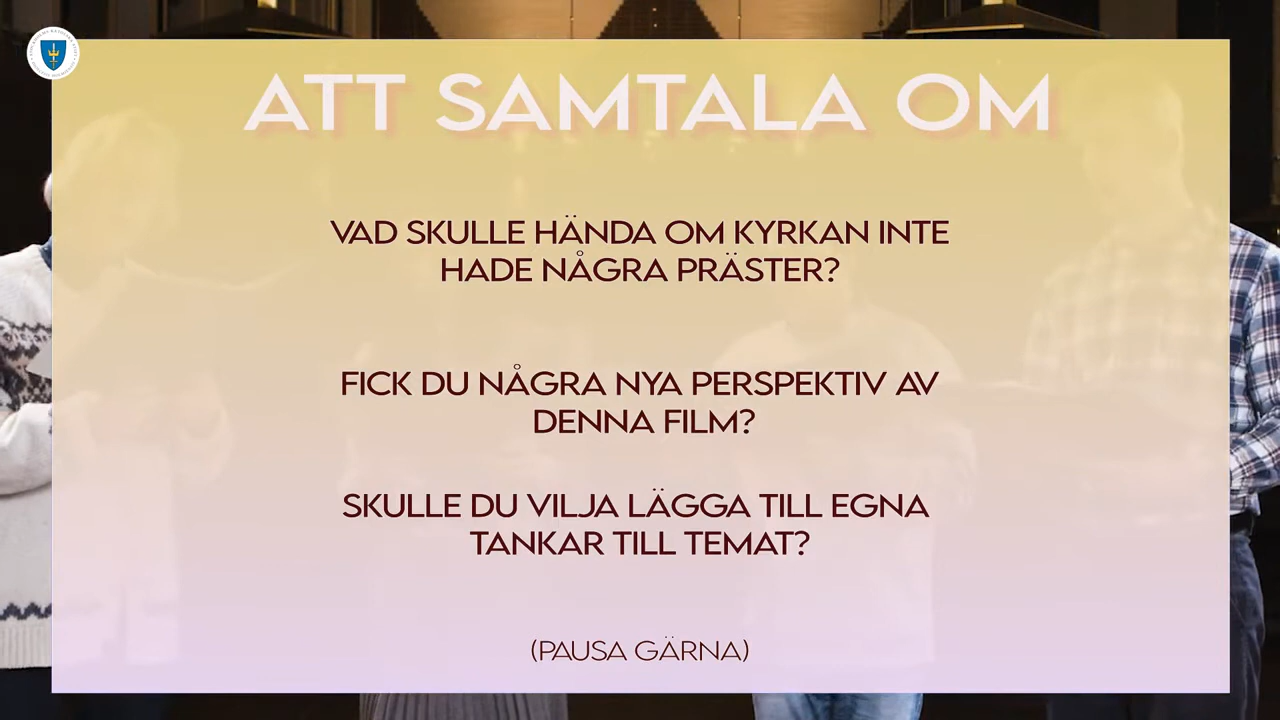 ATT SAMTALA OM
VAD SKULLE HÄNDA OM KYRKAN INTE
HADE NÅGRA PRÄSTER?
FICK DU NÅGRA NYA PERSPEKTIV AV
DENNA FILM?
SKULLE DU VILJA LÄGGA TILL EGNA
TANKAR TILL TEMAT?
(PAUSA GÄRNA)